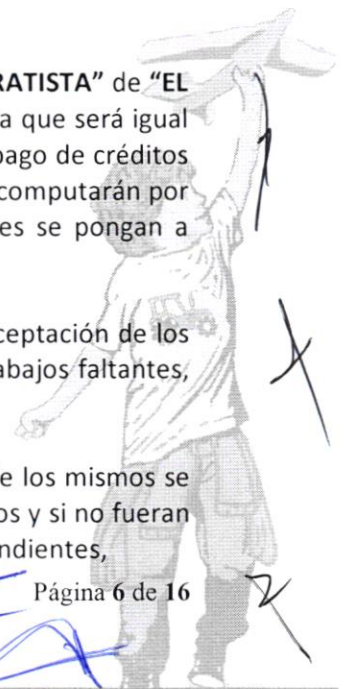 RATISTA” de “EL
a que será igual
pago de créditos
computarán por
es se pongan a
ceptación de los
abajos faltantes,
e los mismos se
os y si no fueran
ndientes,
Página 6 de 16